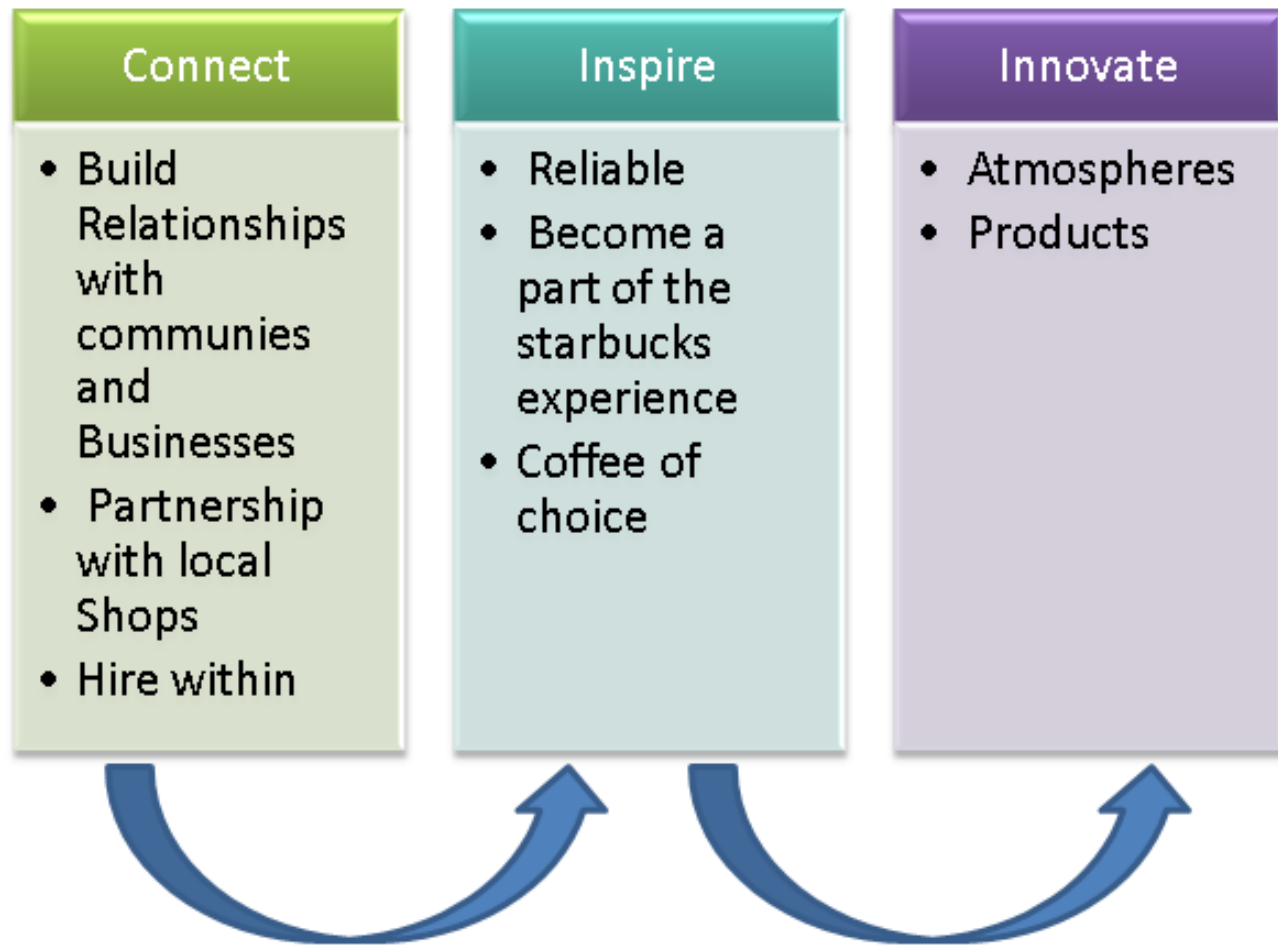 Connect
• Build
Relationships
with
communies
and
Businesses
• Partnership
with local
Shops
• Hire within
Inspire
• Reliable
• Become a
part of the
starbucks
experience
• Coffee of
choice
Innovate
• Atmospheres
• Products